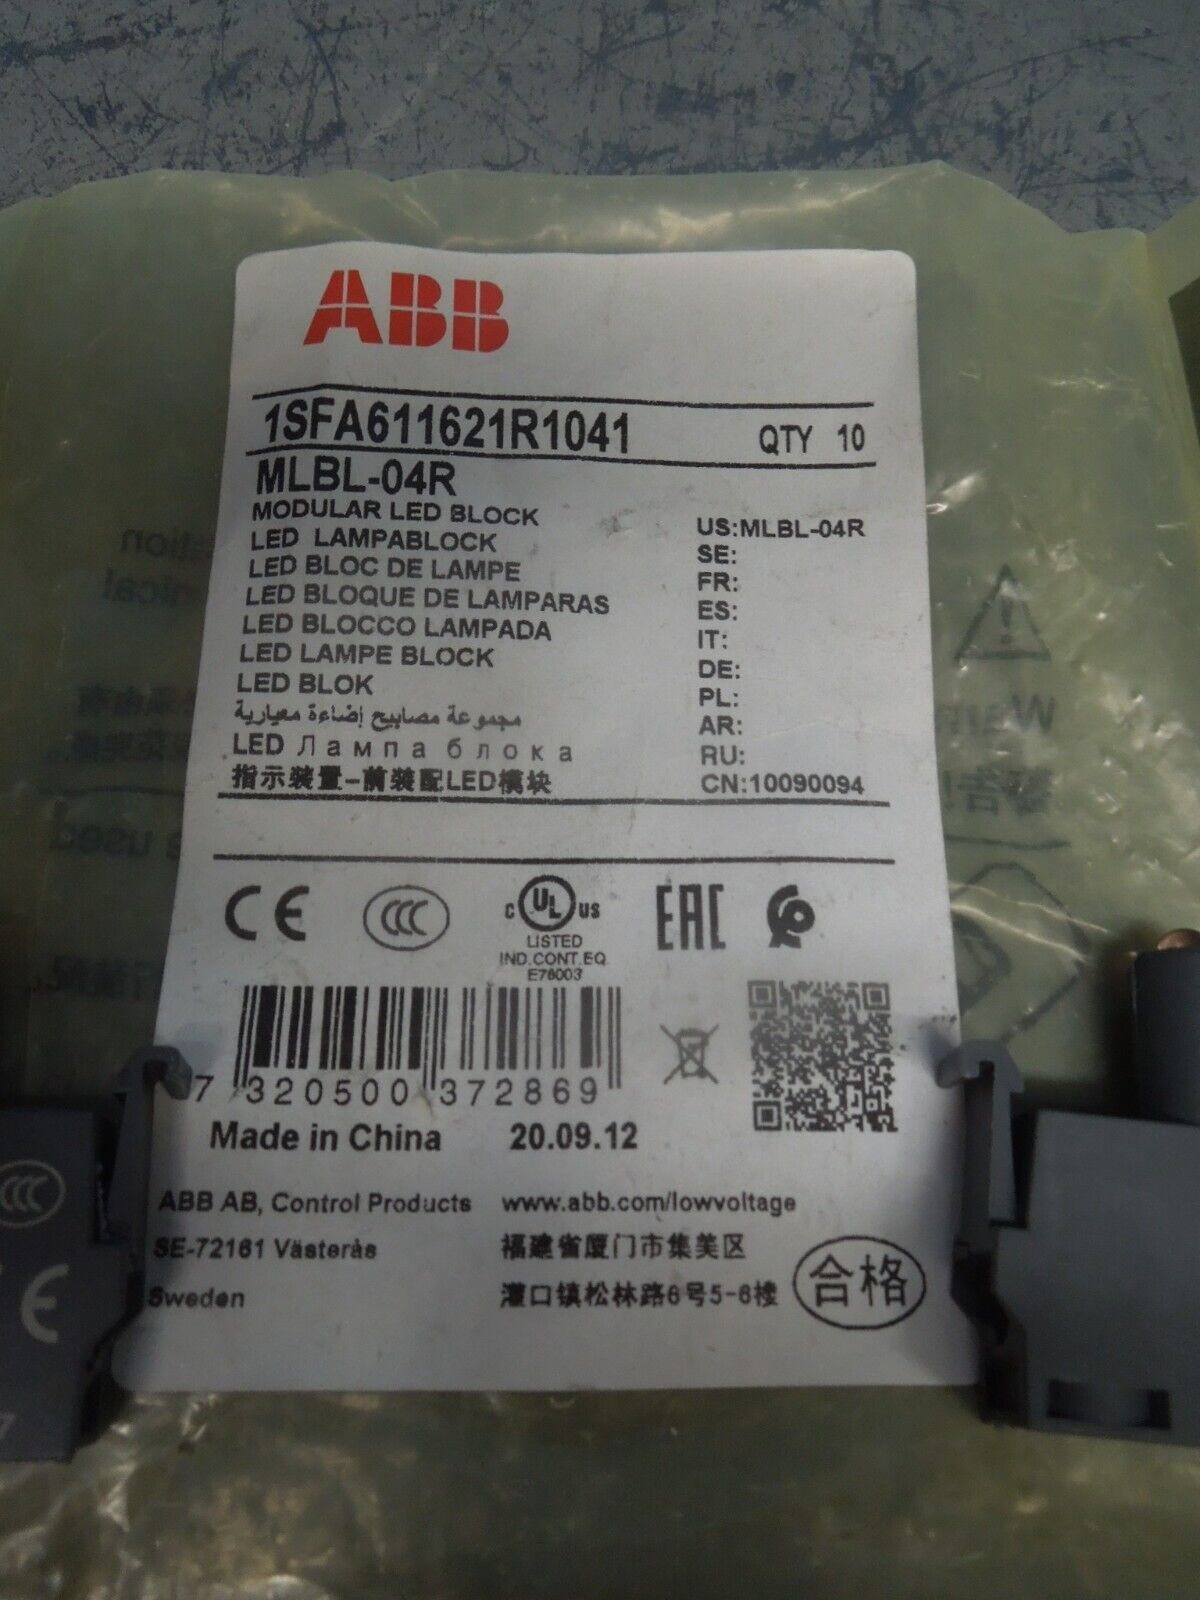 ABB
1SFA611621R1041 QTY 10
MLBL-04R
MODULAR LED BLOCK US:MLBL-04R
LED LAMPABLOCK SE:
LED BLOC DE LAMPE FR:
LED BLOQUE DE LAMPARAS ES:
LED BLOCCO LAMPADA IT:
LED LAMPE BLOCK DE:
LED BLOK PL:
مجموعة مصابيح إضاءة معيارية AR:
LED Лампа блока RU:
指示装置-前装配LED模块 CN:10090094
CE CCC C UL US EAC
LISTED
IND.CONT.EQ
E76003
7 320500 372869
Made in China 20.09.12
ABB AB, Control Products www.abb.com/lowvoltage
SE-72161 Västerås 福建省厦门市集美区
Sweden 灌口镇松林路6号5-6楼 合格
CCC
CE
7